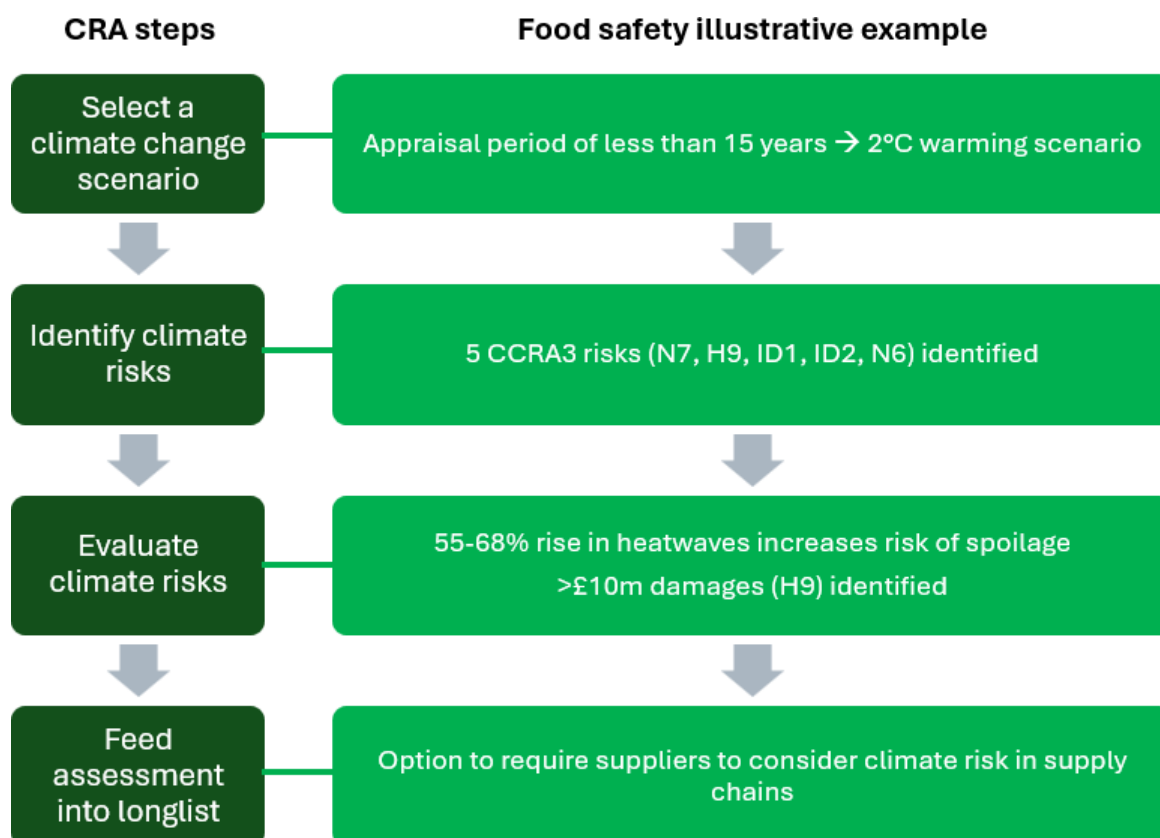 CRA steps
Food safety illustrative example
Select a
climate change
scenario
Appraisal period of less than 15 years → 2°C warming scenario
Identify climate
risks
5 CCRA3 risks (N7, H9, ID1, ID2, N6) identified
Evaluate
climate risks
55-68% rise in heatwaves increases risk of spoilage
>£10m damages (H9) identified
Feed
assessment
into longlist
Option to require suppliers to consider climate risk in supply
chains